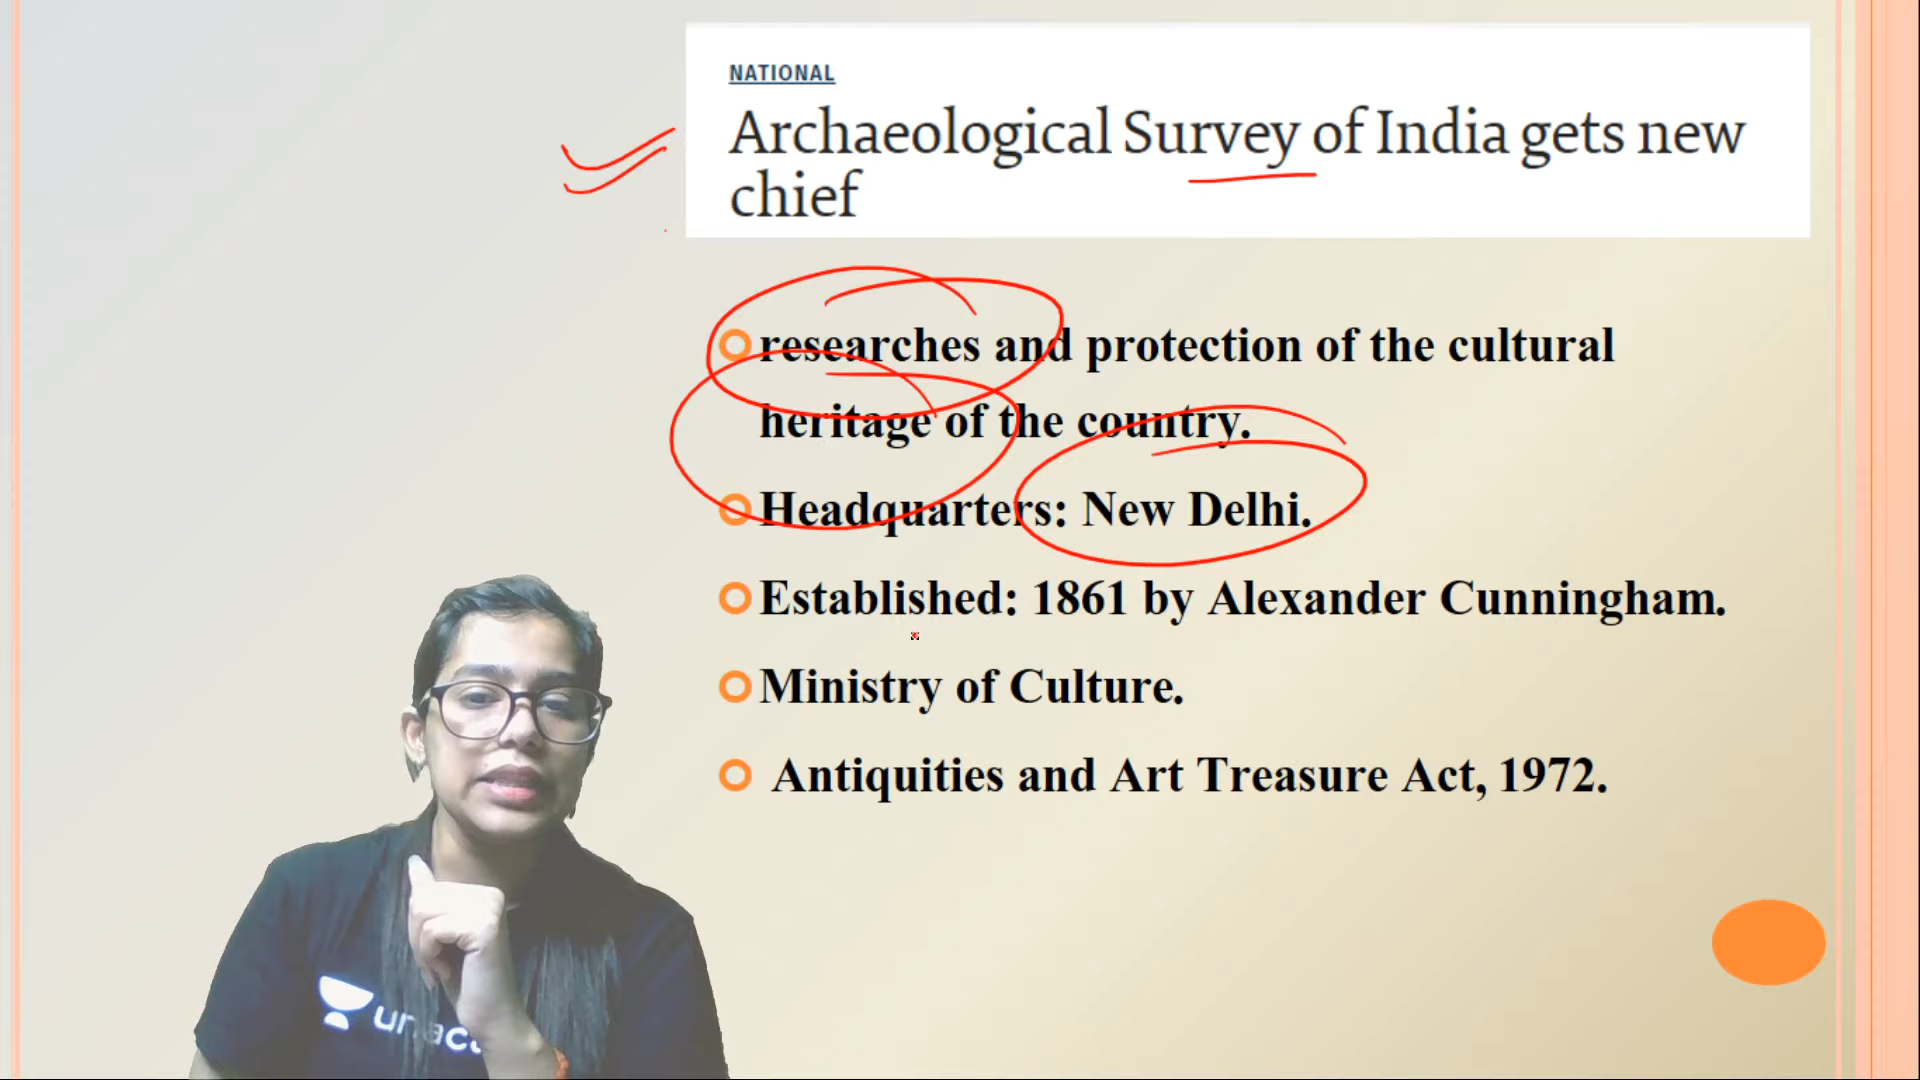 NATIONAL
Archaeological Survey of India gets new
chief
researches and protection of the cultural
heritage of the country.
Headquarters: New Delhi.
Established: 1861 by Alexander Cunningham.
Ministry of Culture.
Antiquities and Art Treasure Act, 1972.